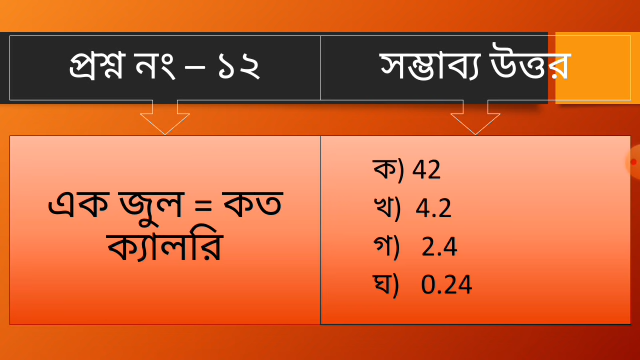 প্রশ্ন নং – ১২
সম্ভাব্য উত্তর
এক জুল = কত
ক্যালরি
ক) 42
খ) 4.2
গ) 2.4
ঘ) 0.24